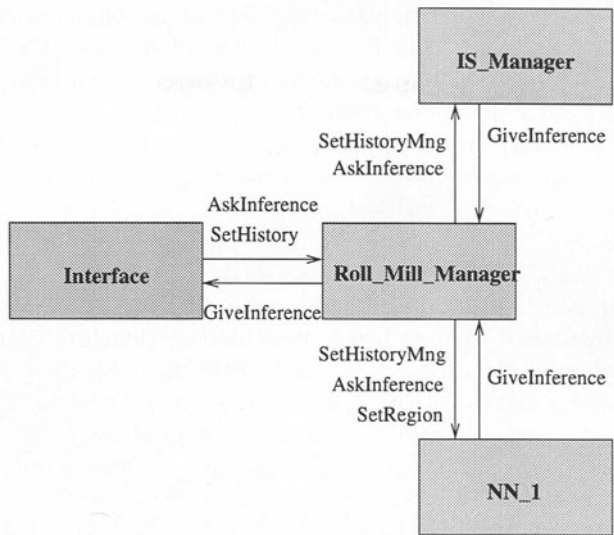 IS_Manager
SetHistoryMng
AskInference
GiveInference
AskInference
SetHistory
Interface
Roll_Mill_Manager
GiveInference
SetHistoryMng
AskInference
SetRegion
GiveInference
NN_1